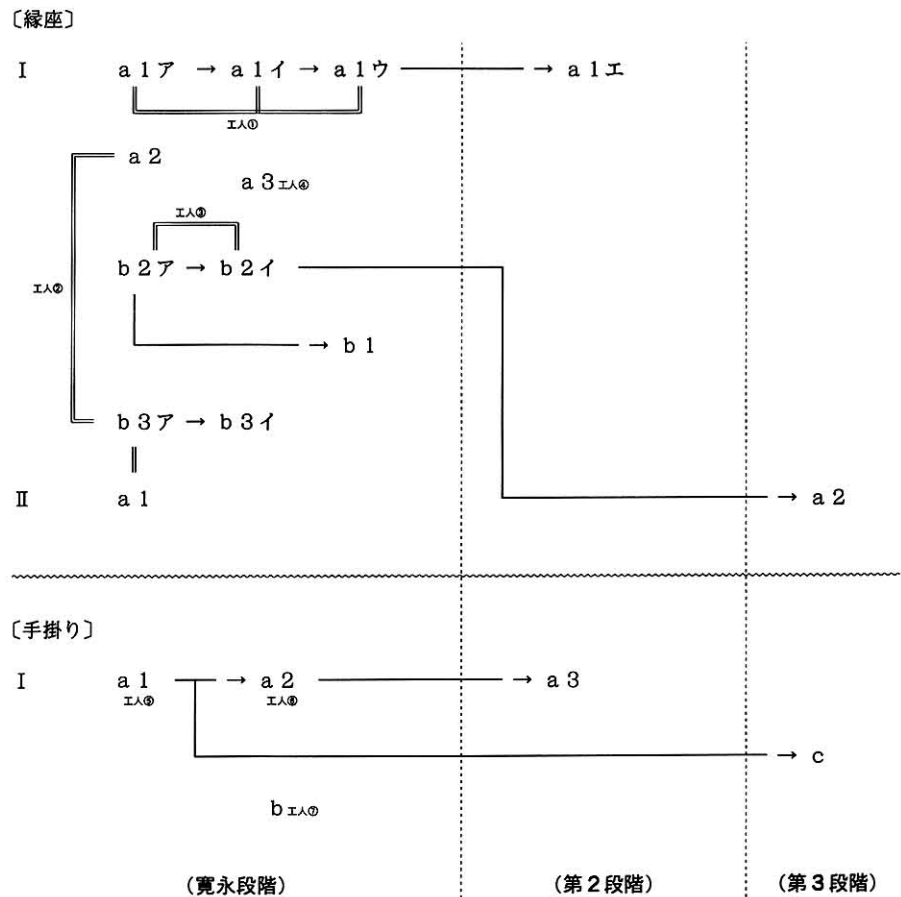 〔縁座〕
Ⅰ a1ア → a1イ → a1ウ → a1エ
工人①
a2
a3工人④
工人③
b2ア → b2イ
工人②
→ b1
b3ア → b3イ
Ⅱ a1 → a2
〔手掛り〕
Ⅰ a1 → a2 → a3
工人⑤ 工人⑥
→ c
b工人⑦
(寛永段階) (第2段階) (第3段階)